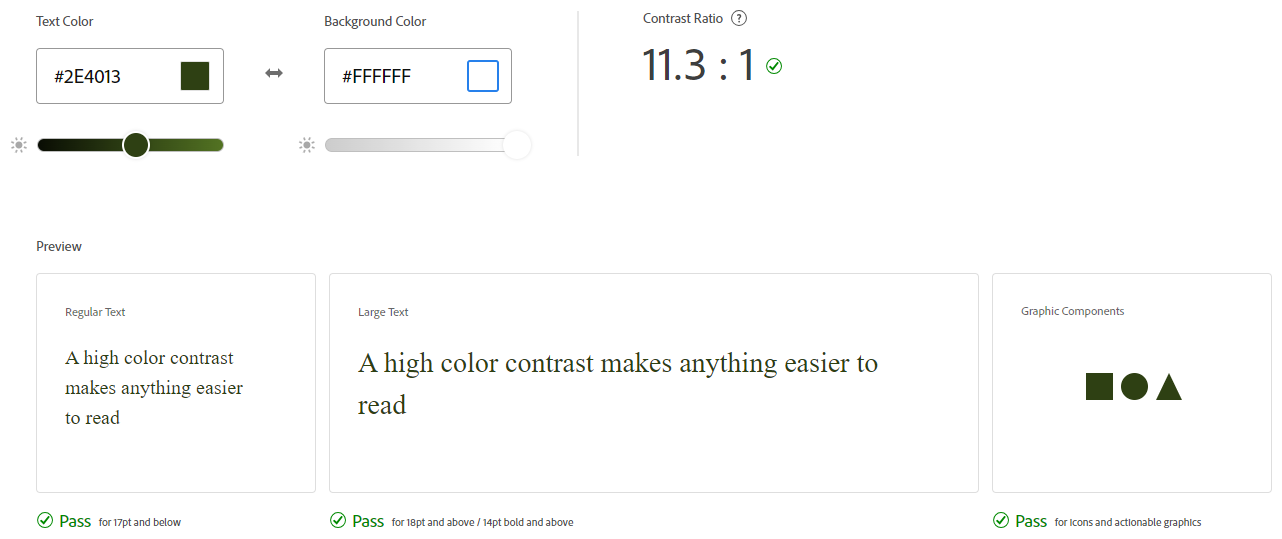 Text Color
Background Color
Contrast Ratio ?
#2E4013
#FFFFFF
11.3 : 1
Preview
Regular Text
A high color contrast
makes anything easier
to read
Large Text
A high color contrast makes anything easier to
read
Graphic Components
Pass for 17pt and below
Pass for 18pt and above / 14pt bold and above
Pass for icons and actionable graphics